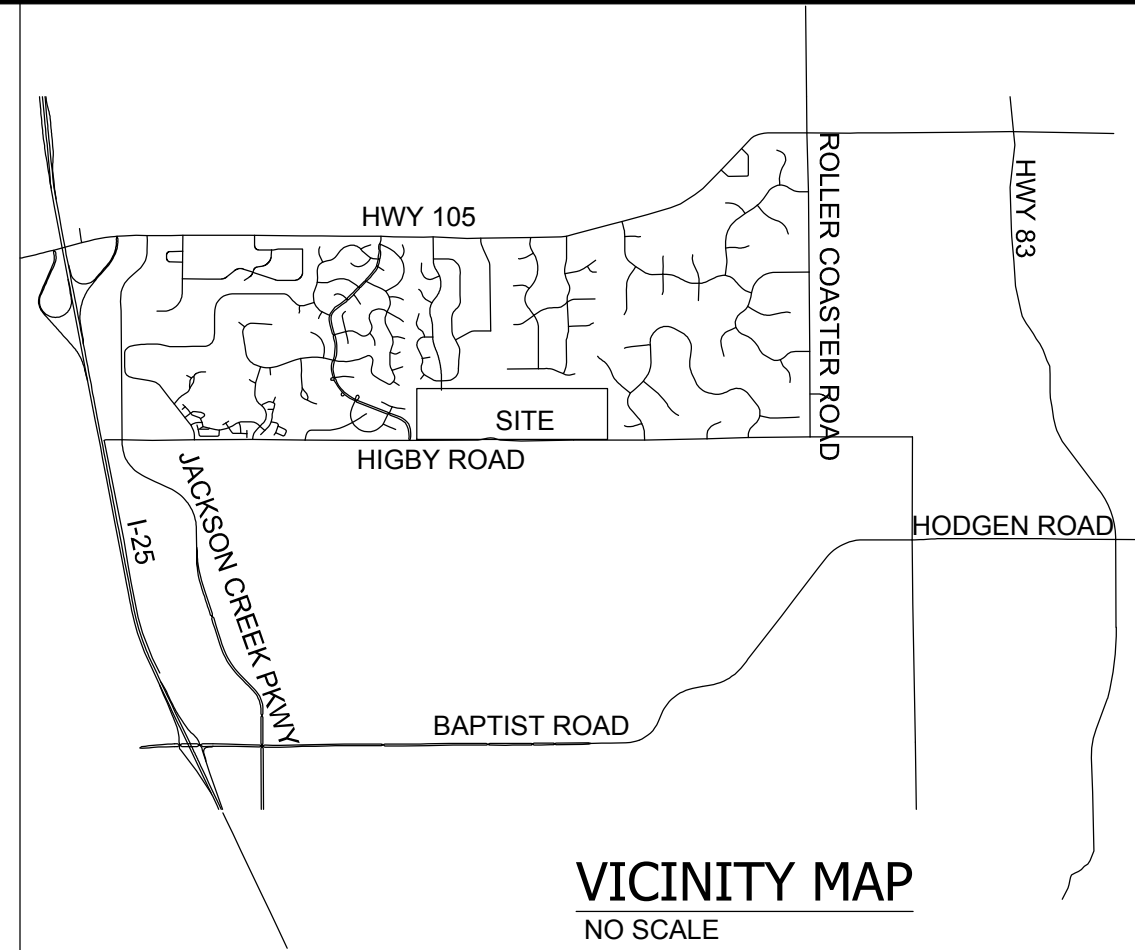 HWY 105
ROLLER COASTER ROAD
HWY 83
SITE
HIGBY ROAD
JACKSON CREEK PKWY
I-25
HODGEN ROAD
BAPTIST ROAD
VICINITY MAP
NO SCALE